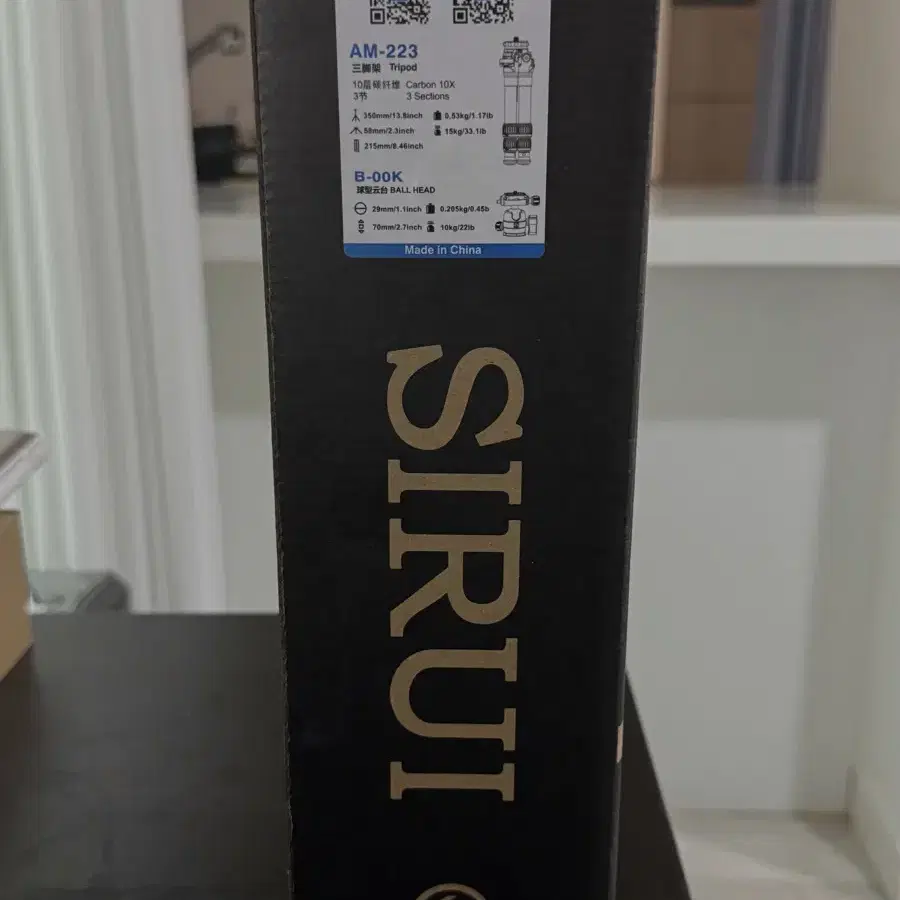 AM-223
三脚架 Tripod
10层碳纤维 Carbon 10X
3节 3 Sections
350mm/13.8inch 0.53kg/1.17lb
58mm/2.3inch 15kg/33.1lb
215mm/8.46inch
B-00K
球型云台 BALL HEAD
29mm/1.1inch 0.205kg/0.45lb
70mm/2.7inch 10kg/22lb
Made in China
SIRUI